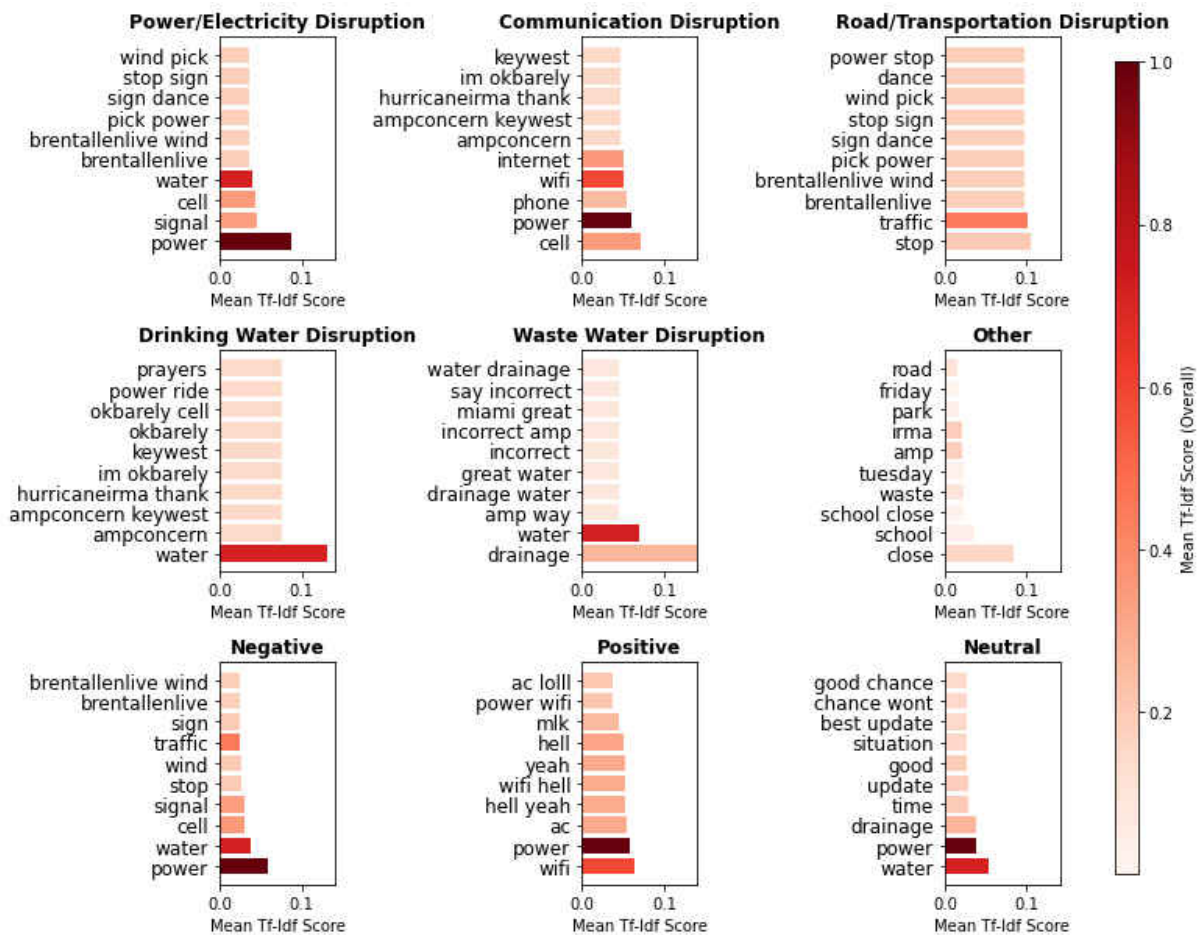 Power/Electricity Disruption
wind pick
stop sign
sign dance
pick power
brentallenlive wind
brentallenlive
water
cell
signal
power
0.0 0.1
Mean Tf-Idf Score
Communication Disruption
keywest
im okbarely
hurricaneirma thank
ampconcern keywest
ampconcern
internet
wifi
phone
power
cell
0.0 0.1
Mean Tf-Idf Score
Road/Transportation Disruption
power stop
dance
wind pick
stop sign
sign dance
pick power
brentallenlive wind
brentallenlive
traffic
stop
0.0 0.1
Mean Tf-Idf Score
Drinking Water Disruption
prayers
power ride
okbarely cell
okbarely
keywest
im okbarely
hurricaneirma thank
ampconcern keywest
ampconcern
water
0.0 0.1
Mean Tf-Idf Score
Waste Water Disruption
water drainage
say incorrect
miami great
incorrect amp
incorrect
great water
drainage water
amp way
water
drainage
0.0 0.1
Mean Tf-Idf Score
Other
road
friday
park
irma
amp
tuesday
waste
school close
school
close
0.0 0.1
Mean Tf-Idf Score
Negative
brentallenlive wind
brentallenlive
sign
traffic
wind
stop
signal
cell
water
power
0.0 0.1
Mean Tf-Idf Score
Positive
ac lolll
power wifi
mlk
hell
yeah
wifi hell
hell yeah
ac
power
wifi
0.0 0.1
Mean Tf-Idf Score
Neutral
good chance
chance wont
best update
situation
good
update
time
drainage
power
water
0.0 0.1
Mean Tf-Idf Score
1.0
0.8
0.6
0.4
0.2
Mean Tf-Idf Score (Overall)